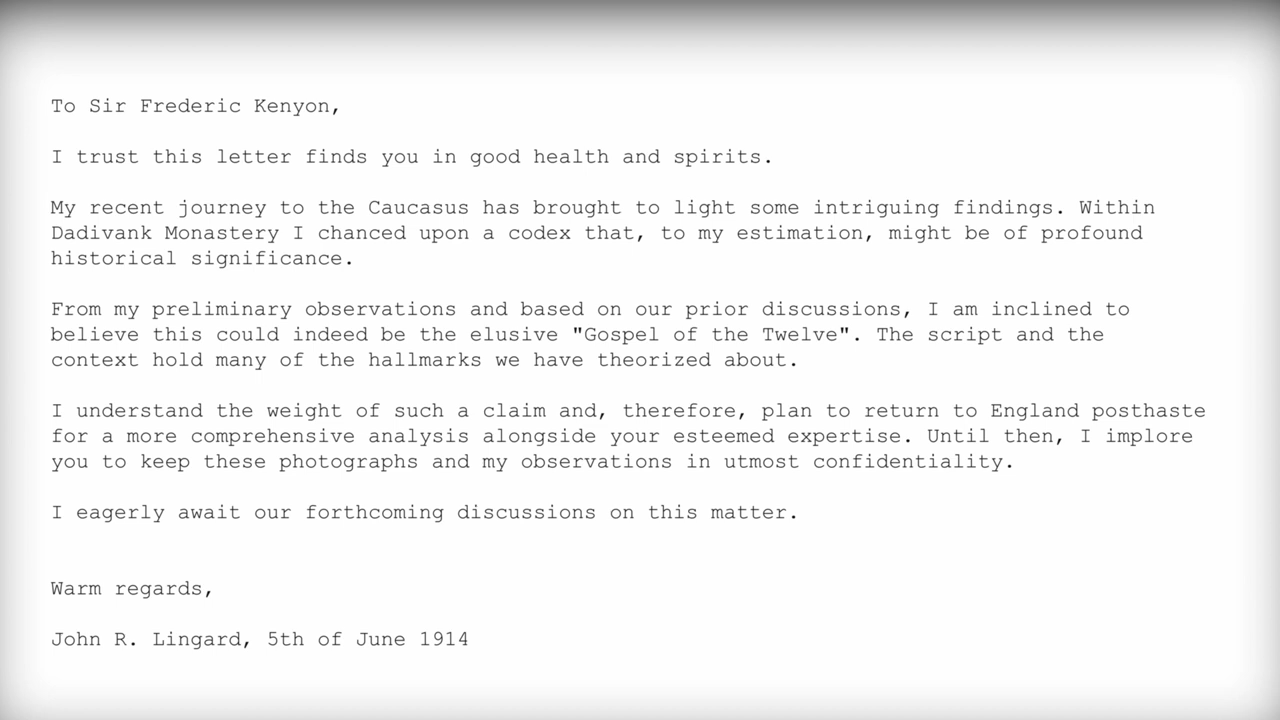 To Sir Frederic Kenyon,
I trust this letter finds you in good health and spirits.
My recent journey to the Caucasus has brought to light some intriguing findings. Within
Dadivank Monastery I chanced upon a codex that, to my estimation, might be of profound
historical significance.
From my preliminary observations and based on our prior discussions, I am inclined to
believe this could indeed be the elusive "Gospel of the Twelve". The script and the
context hold many of the hallmarks we have theorized about.
I understand the weight of such a claim and, therefore, plan to return to England posthaste
for a more comprehensive analysis alongside your esteemed expertise. Until then, I implore
you to keep these photographs and my observations in utmost confidentiality.
I eagerly await our forthcoming discussions on this matter.
Warm regards,
John R. Lingard, 5th of June 1914